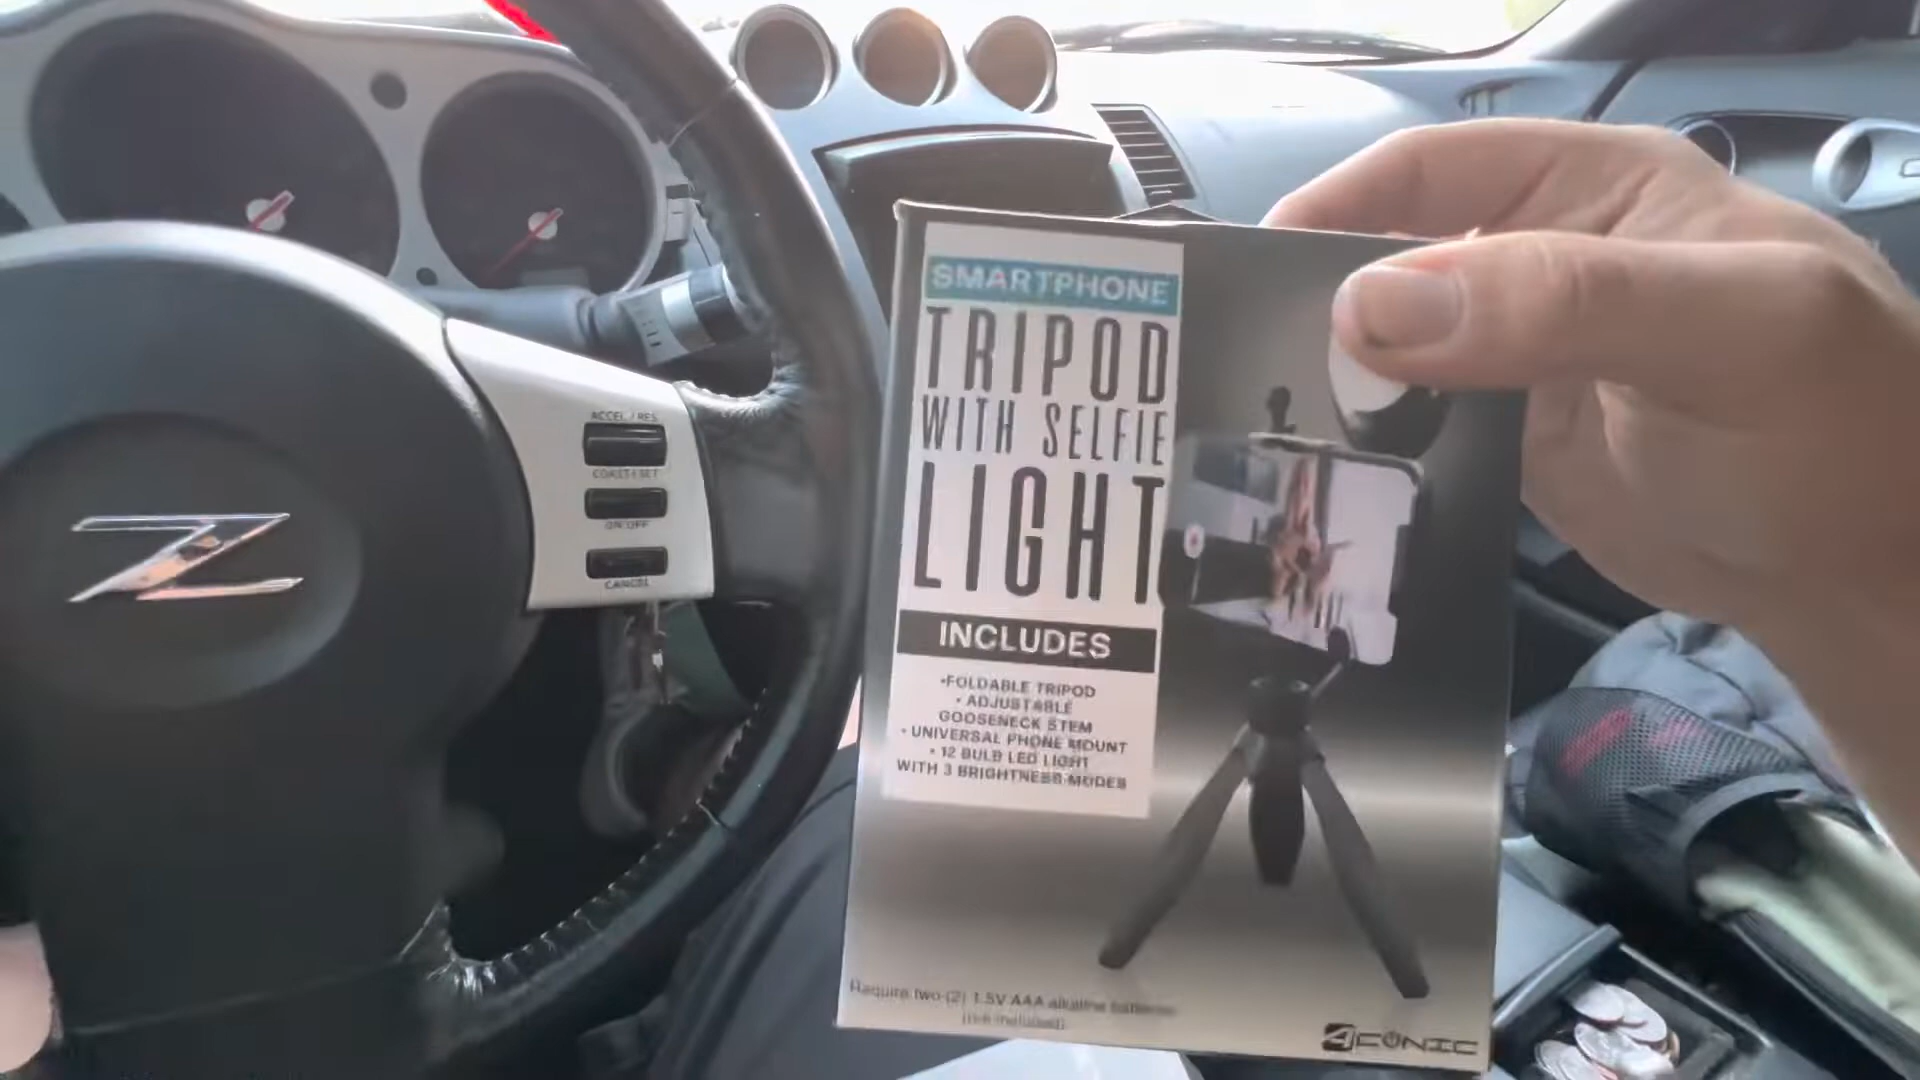 ACCEL / RES
COAST / SET
ON OFF
CANCEL
Z
SMARTPHONE
TRIPOD
WITH SELFIE
LIGHT
INCLUDES
•FOLDABLE TRIPOD
• ADJUSTABLE
GOOSENECK STEM
• UNIVERSAL PHONE MOUNT
• 12 BULB LED LIGHT
WITH 3 BRIGHTNESS MODES
Require two (2) 1.5V AAA alkaline batteries
(not included)
ACONIC